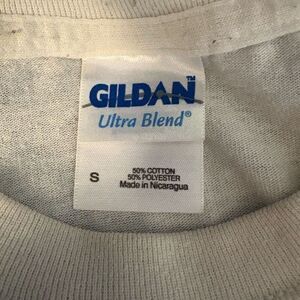 GILDAN™
Ultra Blend®
S
50% COTTON
50% POLYESTER
Made in Nicaragua